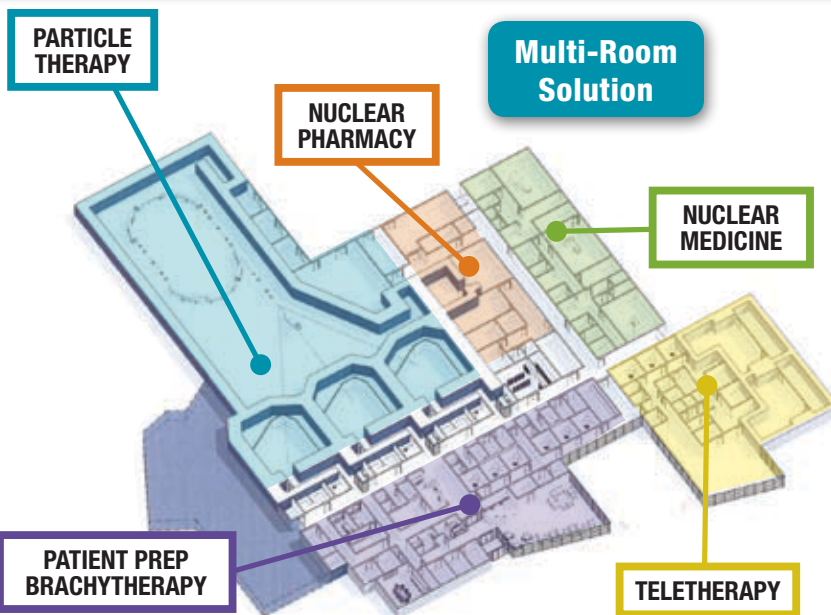 PARTICLE
THERAPY
Multi-Room
Solution
NUCLEAR
PHARMACY
NUCLEAR
MEDICINE
PATIENT PREP
BRACHYTHERAPY
TELETHERAPY